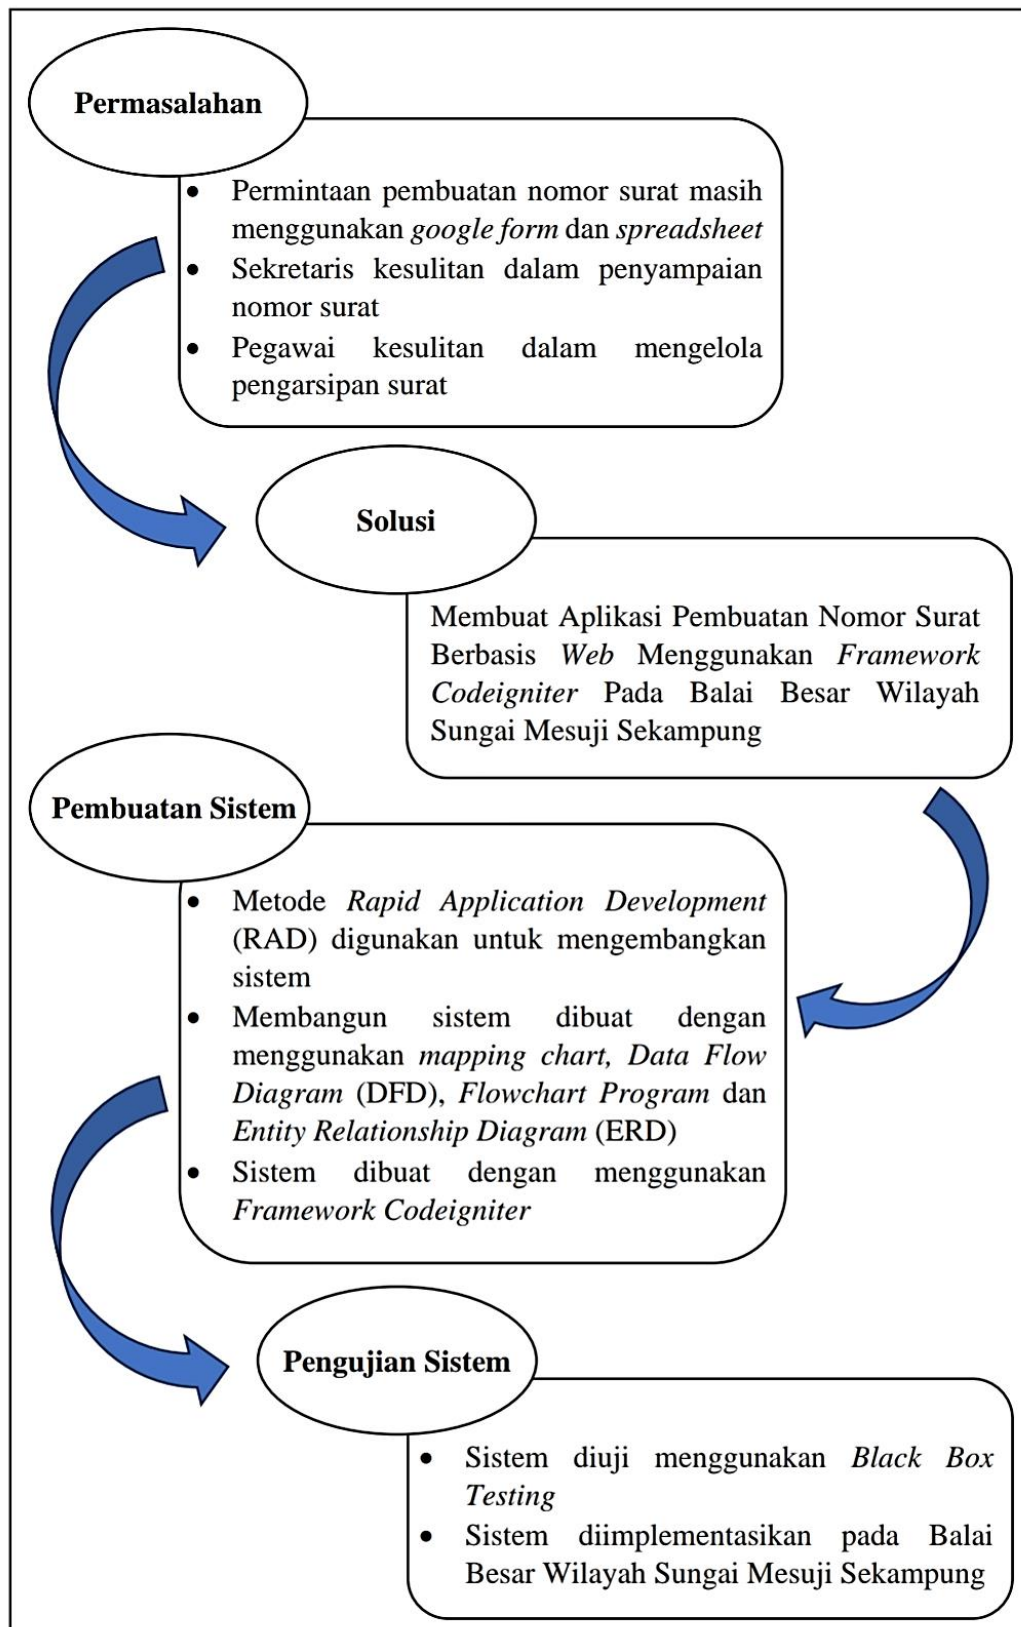 Permasalahan
• Permintaan pembuatan nomor surat masih
menggunakan google form dan spreadsheet
• Sekretaris kesulitan dalam penyampaian
nomor surat
• Pegawai kesulitan dalam mengelola
pengarsipan surat
Solusi
Membuat Aplikasi Pembuatan Nomor Surat
Berbasis Web Menggunakan Framework
Codeigniter Pada Balai Besar Wilayah
Sungai Mesuji Sekampung
Pembuatan Sistem
• Metode Rapid Application Development
(RAD) digunakan untuk mengembangkan
sistem
• Membangun sistem dibuat dengan
menggunakan mapping chart, Data Flow
Diagram (DFD), Flowchart Program dan
Entity Relationship Diagram (ERD)
• Sistem dibuat dengan menggunakan
Framework Codeigniter
Pengujian Sistem
• Sistem diuji menggunakan Black Box
Testing
• Sistem diimplementasikan pada Balai
Besar Wilayah Sungai Mesuji Sekampung